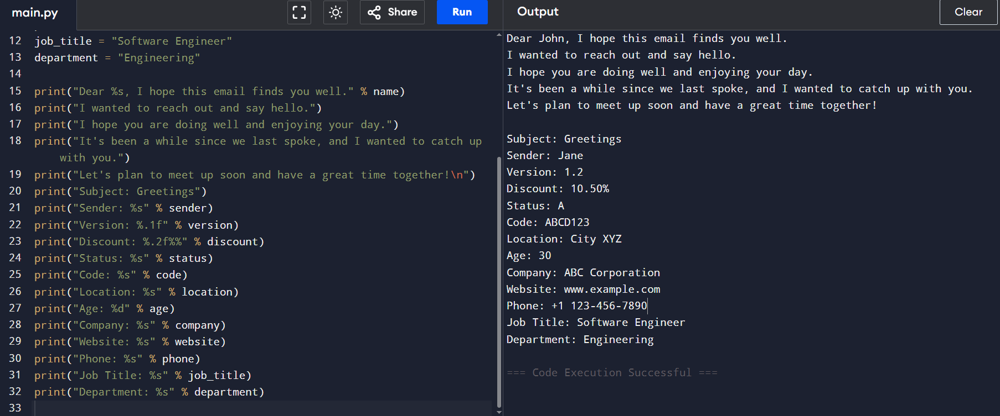 main.py
Share
Run
12 job_title = "Software Engineer"
13 department = "Engineering"
14
15 print("Dear %s, I hope this email finds you well." % name)
16 print("I wanted to reach out and say hello.")
17 print("I hope you are doing well and enjoying your day.")
18 print("It's been a while since we last spoke, and I wanted to catch up
with you.")
19 print("Let's plan to meet up soon and have a great time together!\n")
20 print("Subject: Greetings")
21 print("Sender: %s" % sender)
22 print("Version: %.1f" % version)
23 print("Discount: %.2f%%" % discount)
24 print("Status: %s" % status)
25 print("Code: %s" % code)
26 print("Location: %s" % location)
27 print("Age: %d" % age)
28 print("Company: %s" % company)
29 print("Website: %s" % website)
30 print("Phone: %s" % phone)
31 print("Job Title: %s" % job_title)
32 print("Department: %s" % department)
33
Output
Clear
Dear John, I hope this email finds you well.
I wanted to reach out and say hello.
I hope you are doing well and enjoying your day.
It's been a while since we last spoke, and I wanted to catch up with you.
Let's plan to meet up soon and have a great time together!
Subject: Greetings
Sender: Jane
Version: 1.2
Discount: 10.50%
Status: A
Code: ABCD123
Location: City XYZ
Age: 30
Company: ABC Corporation
Website: www.example.com
Phone: +1 123-456-7890
Job Title: Software Engineer
Department: Engineering
=== Code Execution Successful ===